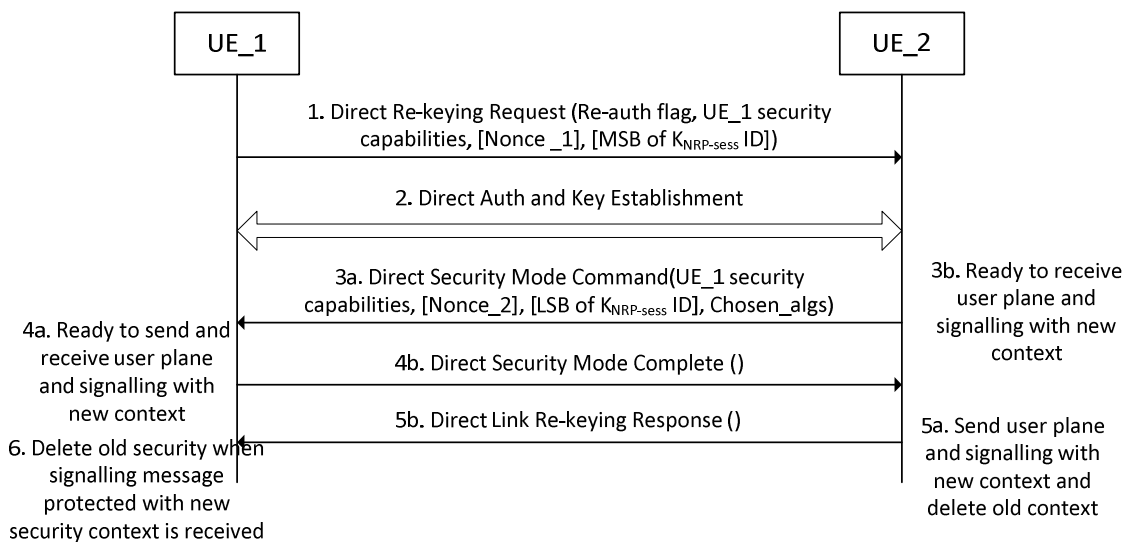 UE_1
UE_2
1. Direct Re-keying Request (Re-auth flag, UE_1 security
capabilities, [Nonce _1], [MSB of KNRP-sess ID])
2. Direct Auth and Key Establishment
3a. Direct Security Mode Command(UE_1 security
capabilities, [Nonce_2], [LSB of KNRP-sess ID], Chosen_algs)
3b. Ready to receive
user plane and
signalling with new
context
4a. Ready to send and
receive user plane
and signalling with
new context
4b. Direct Security Mode Complete ()
5b. Direct Link Re-keying Response ()
5a. Send user plane
and signalling with
new context and
delete old context
6. Delete old security when
signalling message
protected with new
security context is received